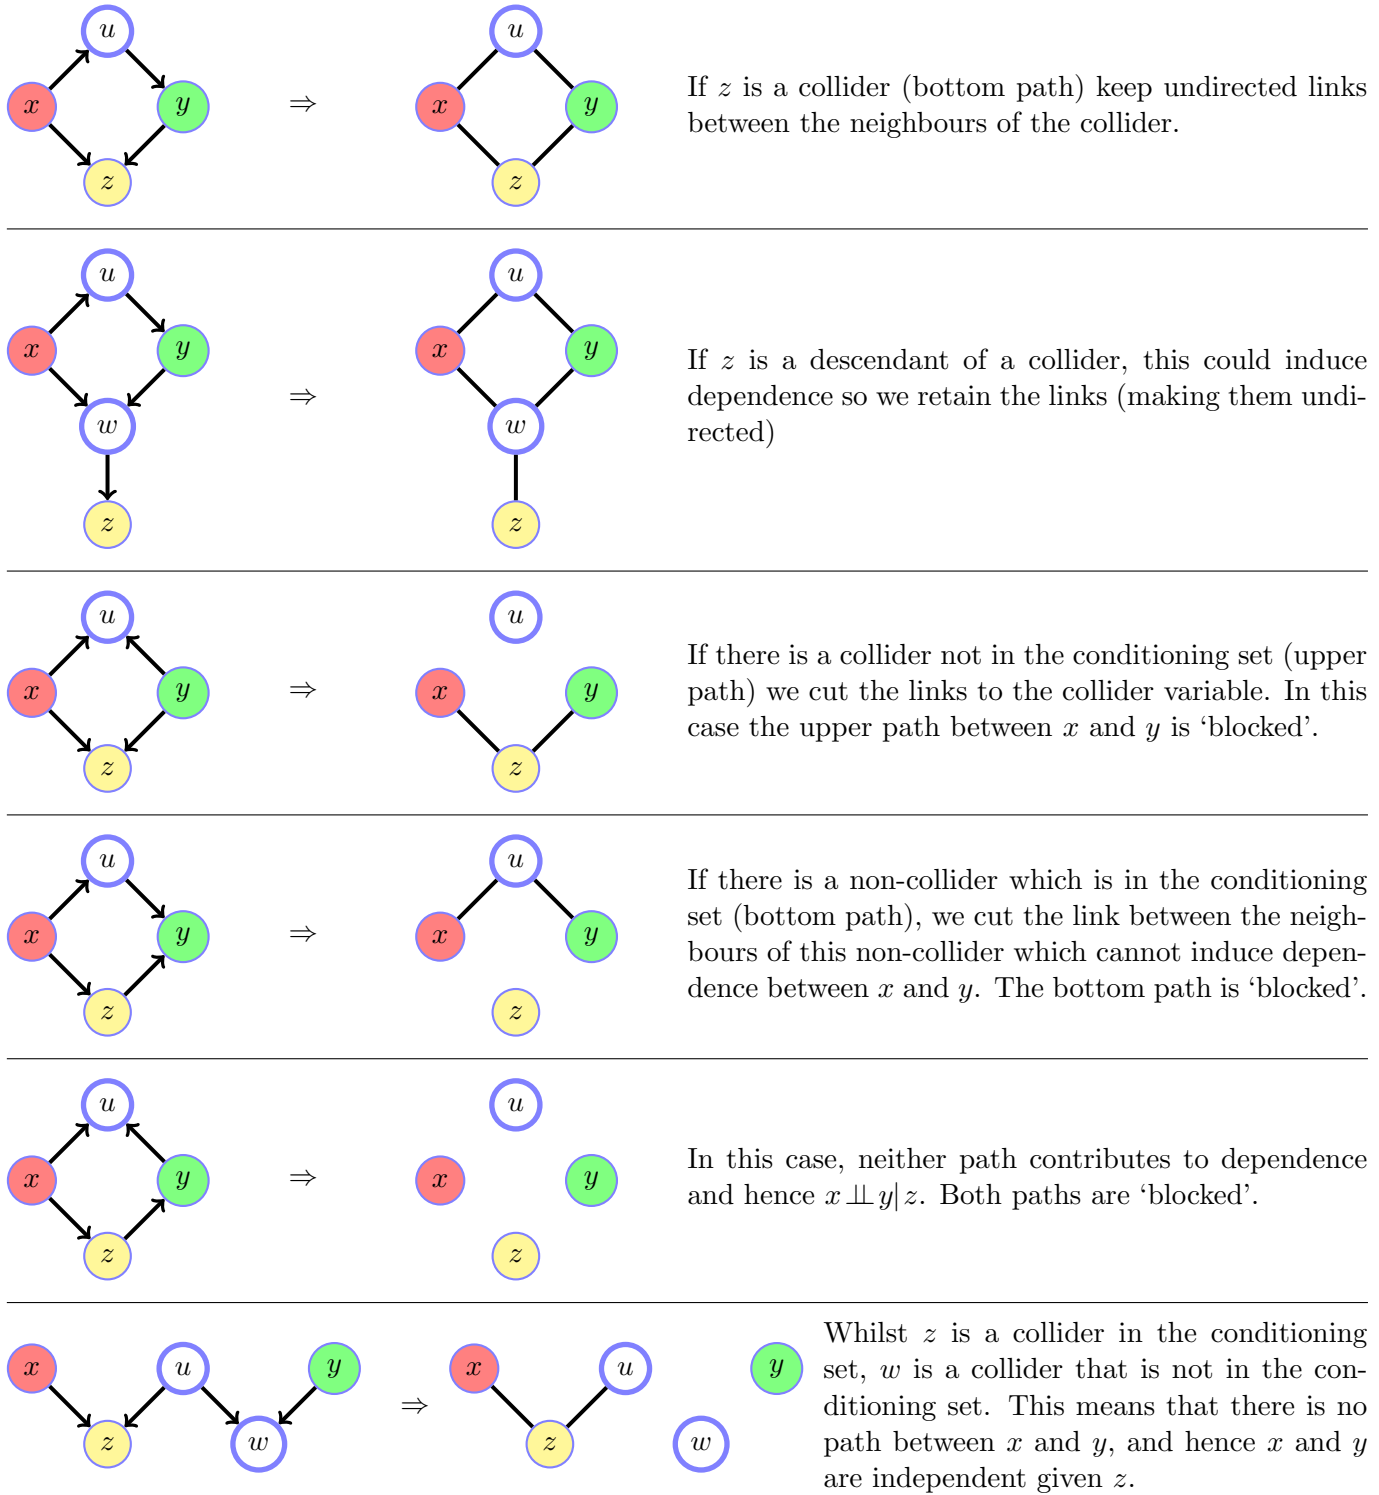 u
x y ⇒ x y
z
u
z
If z is a collider (bottom path) keep undirected links
between the neighbours of the collider.
u
x y
w
z
⇒
u
x y
w
z
If z is a descendant of a collider, this could induce
dependence so we retain the links (making them undi-
rected)
u
x y
z
⇒
u
x y
z
If there is a collider not in the conditioning set (upper
path) we cut the links to the collider variable. In this
case the upper path between x and y is ‘blocked’.
u
x y
z
⇒
u
x y
z
If there is a non-collider which is in the conditioning
set (bottom path), we cut the link between the neigh-
bours of this non-collider which cannot induce depen-
dence between x and y. The bottom path is ‘blocked’.
u
x y
z
⇒
u
x y
z
In this case, neither path contributes to dependence
and hence x ⫫ y| z. Both paths are ‘blocked’.
x u y
z w
⇒
x u y
z w
Whilst z is a collider in the conditioning
set, w is a collider that is not in the con-
ditioning set. This means that there is no
path between x and y, and hence x and y
are independent given z.